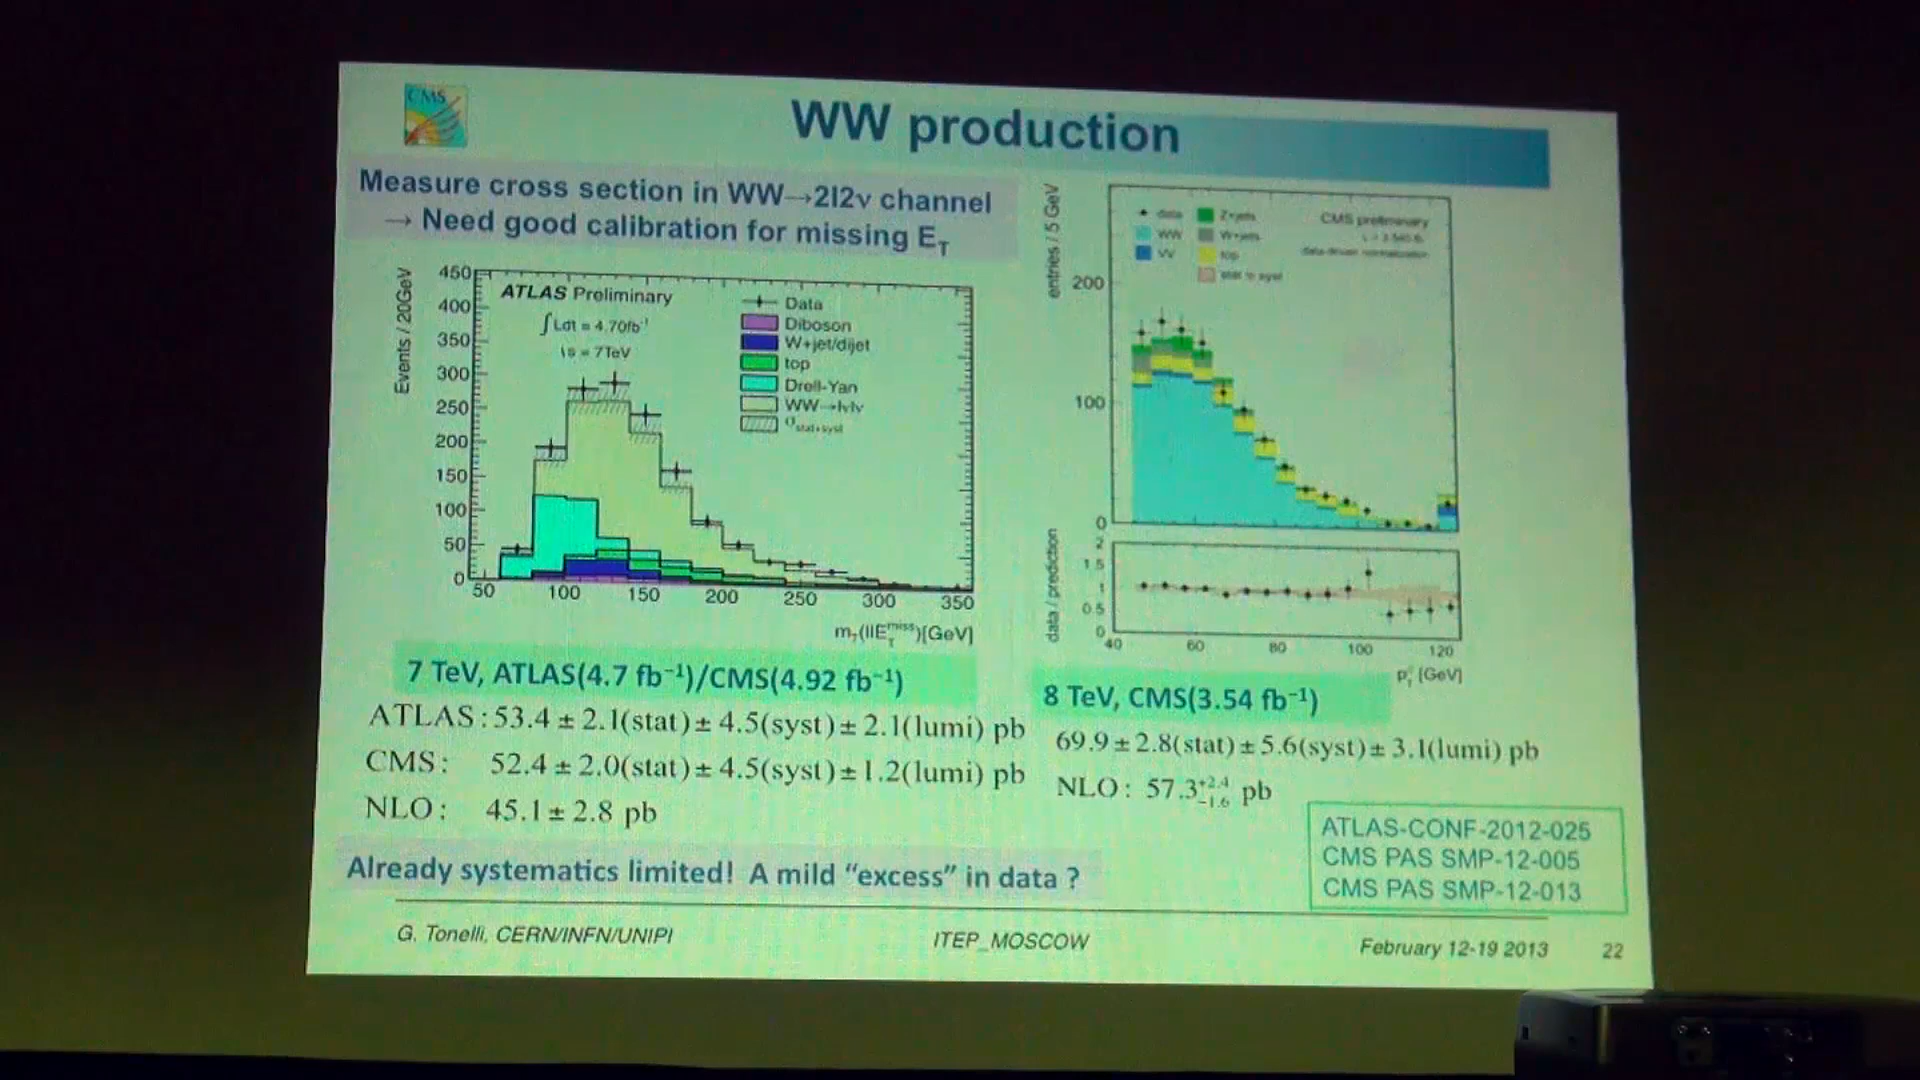 CMS
WW production
Measure cross section in WW→2l2ν channel
→ Need good calibration for missing E_T
Events / 20GeV
450
400
350
300
250
200
150
100
50
0
ATLAS Preliminary
∫Ldt = 4.70fb⁻¹
√s = 7TeV
Data
Diboson
W+jet/dijet
top
Drell-Yan
WW→lνlν
σ_stat+syst
50 100 150 200 250 300 350
m_T(llE_T^miss)[GeV]
entries / 5 GeV
200
100
0
data
WW
VV
Z+jets
W+jets
top
CMS preliminary
data-driven normalization
data / prediction
2
1.5
1
0.5
0
40 60 80 100 120
[GeV]
7 TeV, ATLAS(4.7 fb⁻¹)/CMS(4.92 fb⁻¹)
ATLAS: 53.4 ± 2.1(stat) ± 4.5(syst) ± 2.1(lumi) pb
CMS: 52.4 ± 2.0(stat) ± 4.5(syst) ± 1.2(lumi) pb
NLO: 45.1 ± 2.8 pb
8 TeV, CMS(3.54 fb⁻¹)
69.9 ± 2.8(stat) ± 5.6(syst) ± 3.1(lumi) pb
NLO: 57.3 +2.4 −1.6 pb
ATLAS-CONF-2012-025
CMS PAS SMP-12-005
CMS PAS SMP-12-013
Already systematics limited! A mild “excess” in data ?
G. Tonelli, CERN/INFN/UNIPI
ITEP_MOSCOW
February 12-19 2013
22